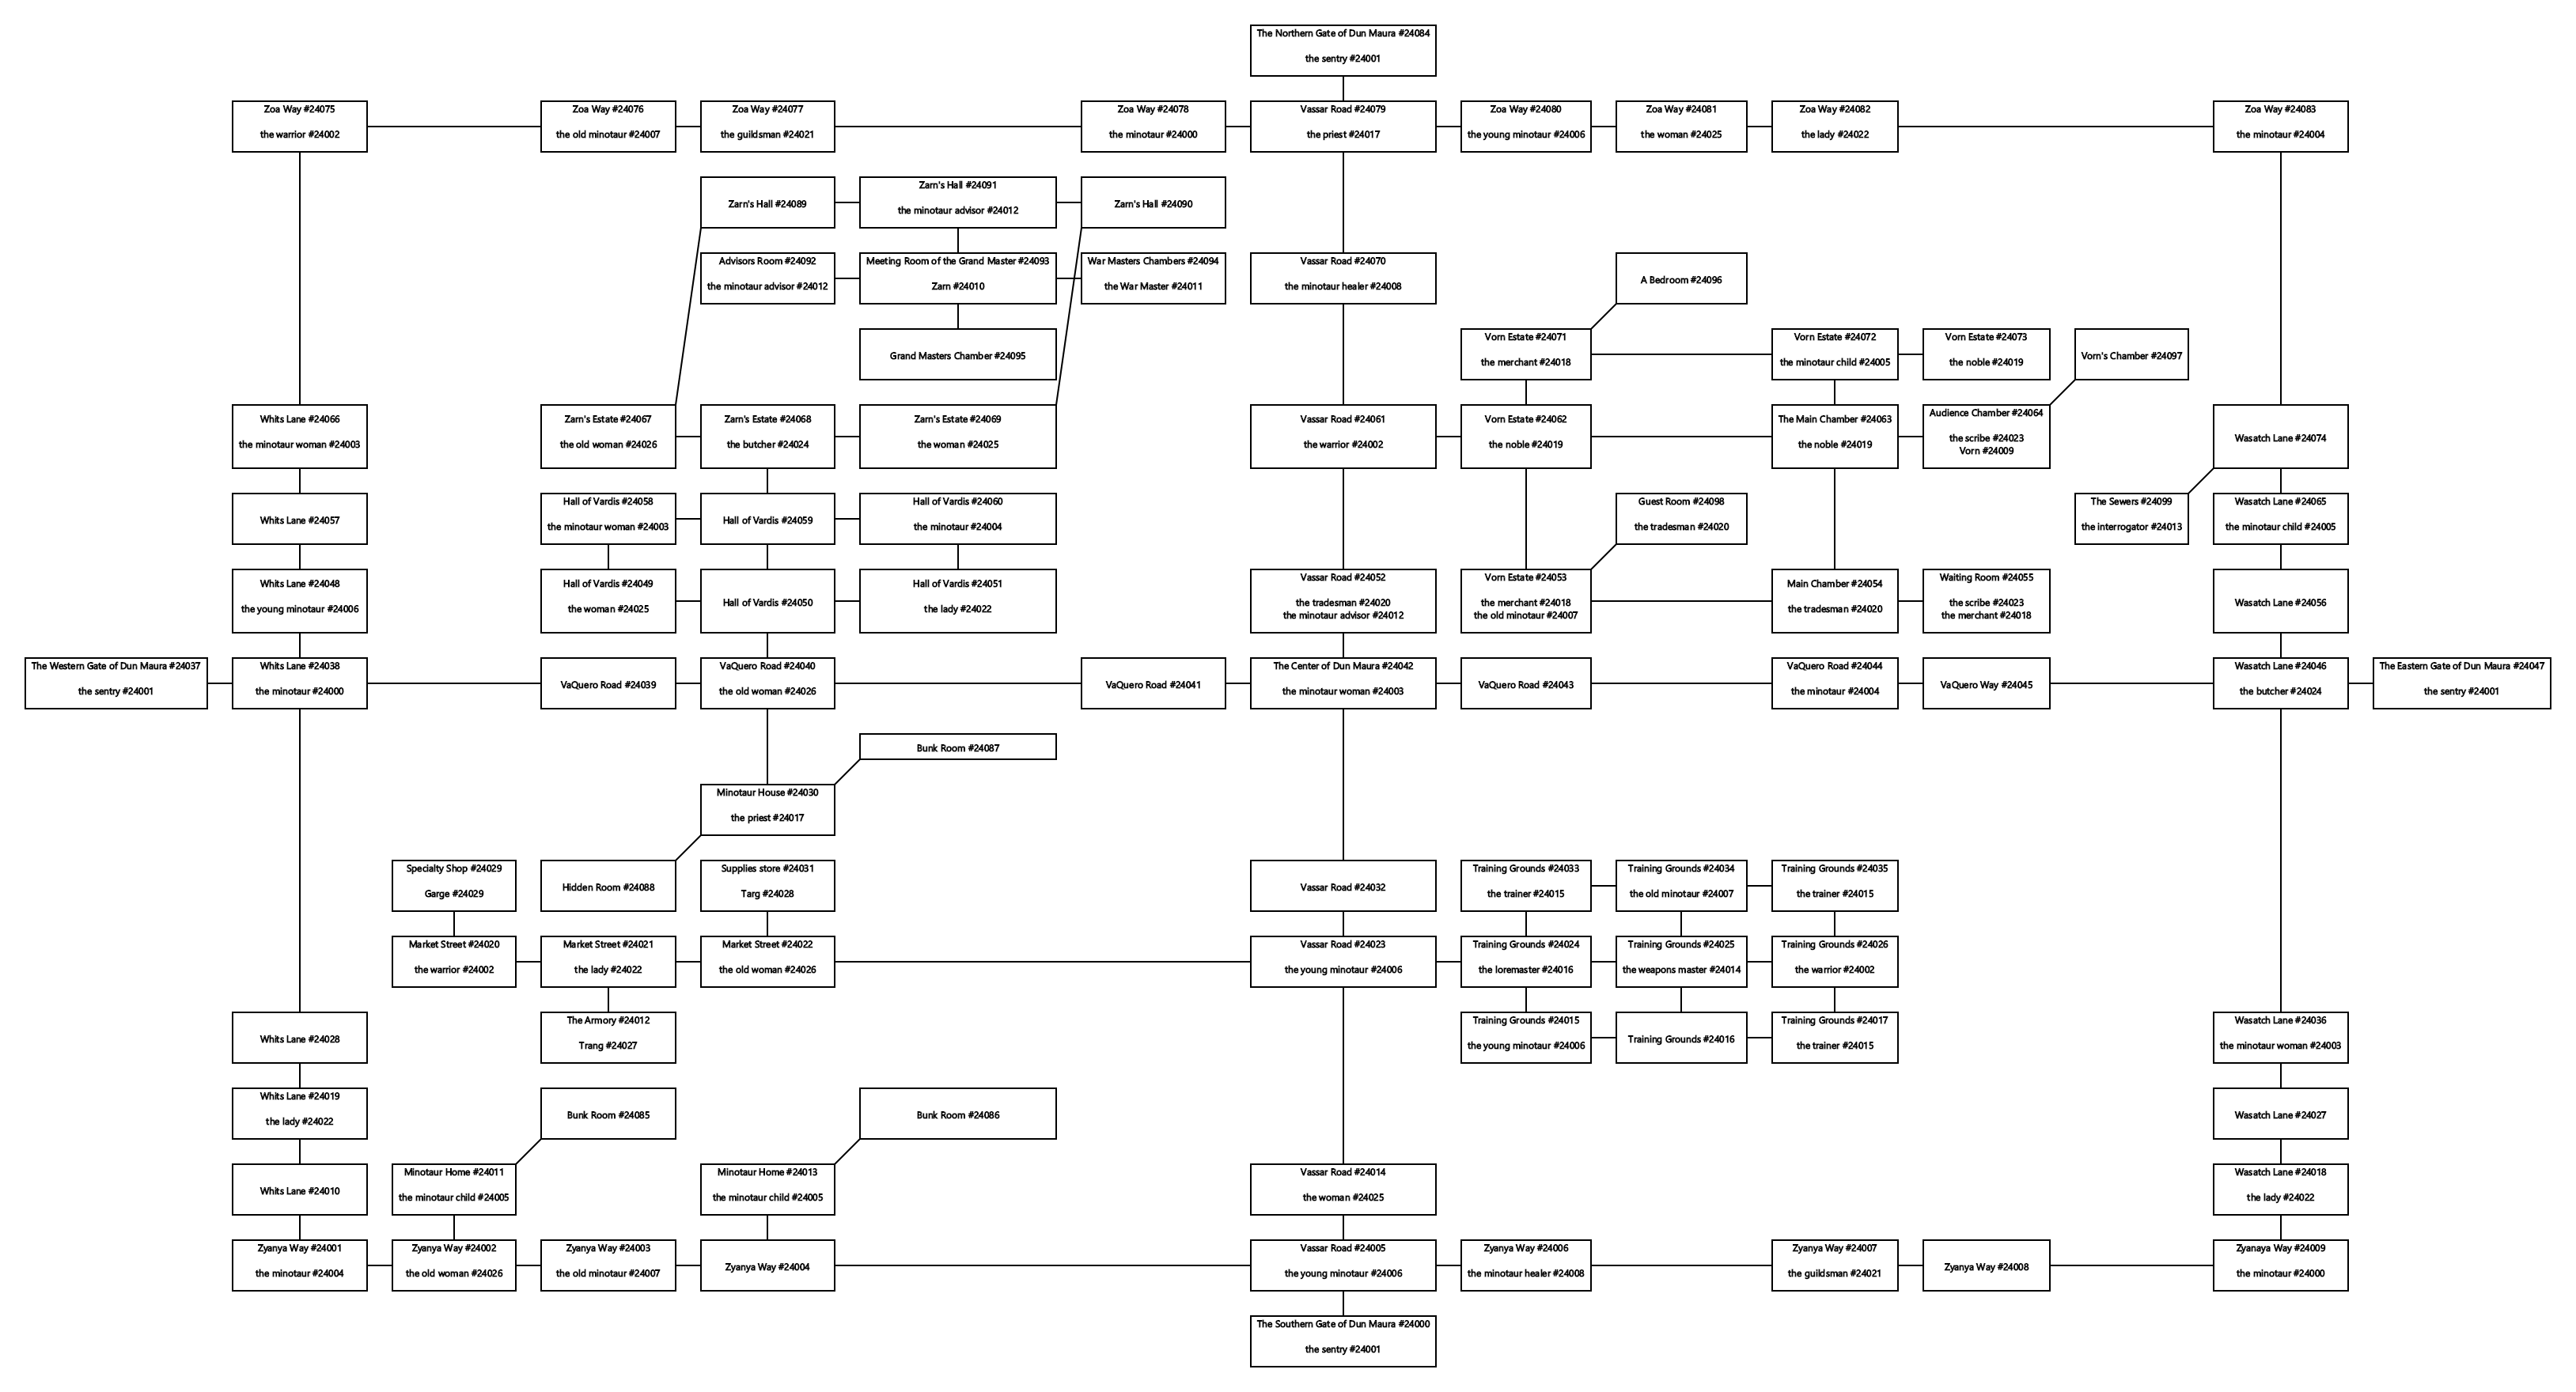 The Northern Gate of Dun Maura #24084
the sentry #24001
Zoa Way #24075
the warrior #24002
Zoa Way #24076
the old minotaur #24007
Zoa Way #24077
the guildsman #24021
Zoa Way #24078
the minotaur #24000
Vassar Road #24079
the priest #24017
Zoa Way #24080
the young minotaur #24006
Zoa Way #24081
the woman #24025
Zoa Way #24082
the lady #24022
Zoa Way #24083
the minotaur #24004
Zarn's Hall #24089
Zarn's Hall #24091
the minotaur advisor #24012
Zarn's Hall #24090
Advisors Room #24092
the minotaur advisor #24012
Meeting Room of the Grand Master #24093
Zarn #24010
War Masters Chambers #24094
the War Master #24011
Vassar Road #24070
the minotaur healer #24008
A Bedroom #24096
Grand Masters Chamber #24095
Vorn Estate #24071
the merchant #24018
Vorn Estate #24072
the minotaur child #24005
Vorn Estate #24073
the noble #24019
Vorn's Chamber #24097
Whits Lane #24066
the minotaur woman #24003
Zarn's Estate #24067
the old woman #24026
Zarn's Estate #24068
the butcher #24024
Zarn's Estate #24069
the woman #24025
Vassar Road #24061
the warrior #24002
Vorn Estate #24062
the noble #24019
The Main Chamber #24063
the noble #24019
Audience Chamber #24064
the scribe #24023
Vorn #24009
Wasatch Lane #24074
Whits Lane #24057
Hall of Vardis #24058
the minotaur woman #24003
Hall of Vardis #24059
Hall of Vardis #24060
the minotaur #24004
Guest Room #24098
the tradesman #24020
The Sewers #24099
the interrogator #24013
Wasatch Lane #24065
the minotaur child #24005
Whits Lane #24048
the young minotaur #24006
Hall of Vardis #24049
the woman #24025
Hall of Vardis #24050
Hall of Vardis #24051
the lady #24022
Vassar Road #24052
the tradesman #24020
the minotaur advisor #24012
Vorn Estate #24053
the merchant #24018
the old minotaur #24007
Main Chamber #24054
the tradesman #24020
Waiting Room #24055
the scribe #24023
the merchant #24018
Wasatch Lane #24056
The Western Gate of Dun Maura #24037
the sentry #24001
Whits Lane #24038
the minotaur #24000
VaQuero Road #24039
VaQuero Road #24040
the old woman #24026
VaQuero Road #24041
The Center of Dun Maura #24042
the minotaur woman #24003
VaQuero Road #24043
VaQuero Road #24044
the minotaur #24004
VaQuero Way #24045
Wasatch Lane #24046
the butcher #24024
The Eastern Gate of Dun Maura #24047
the sentry #24001
Bunk Room #24087
Minotaur House #24030
the priest #24017
Specialty Shop #24029
Garge #24029
Hidden Room #24088
Supplies store #24031
Targ #24028
Vassar Road #24032
Training Grounds #24033
the trainer #24015
Training Grounds #24034
the old minotaur #24007
Training Grounds #24035
the trainer #24015
Market Street #24020
the warrior #24002
Market Street #24021
the lady #24022
Market Street #24022
the old woman #24026
Vassar Road #24023
the young minotaur #24006
Training Grounds #24024
the loremaster #24016
Training Grounds #24025
the weapons master #24014
Training Grounds #24026
the warrior #24002
Whits Lane #24028
The Armory #24012
Trang #24027
Training Grounds #24015
the young minotaur #24006
Training Grounds #24016
Training Grounds #24017
the trainer #24015
Wasatch Lane #24036
the minotaur woman #24003
Whits Lane #24019
the lady #24022
Bunk Room #24085
Bunk Room #24086
Wasatch Lane #24027
Whits Lane #24010
Minotaur Home #24011
the minotaur child #24005
Minotaur Home #24013
the minotaur child #24005
Vassar Road #24014
the woman #24025
Wasatch Lane #24018
the lady #24022
Zyanya Way #24001
the minotaur #24004
Zyanya Way #24002
the old woman #24026
Zyanya Way #24003
the old minotaur #24007
Zyanya Way #24004
Vassar Road #24005
the young minotaur #24006
Zyanya Way #24006
the minotaur healer #24008
Zyanya Way #24007
the guildsman #24021
Zyanya Way #24008
Zyanaya Way #24009
the minotaur #24000
The Southern Gate of Dun Maura #24000
the sentry #24001